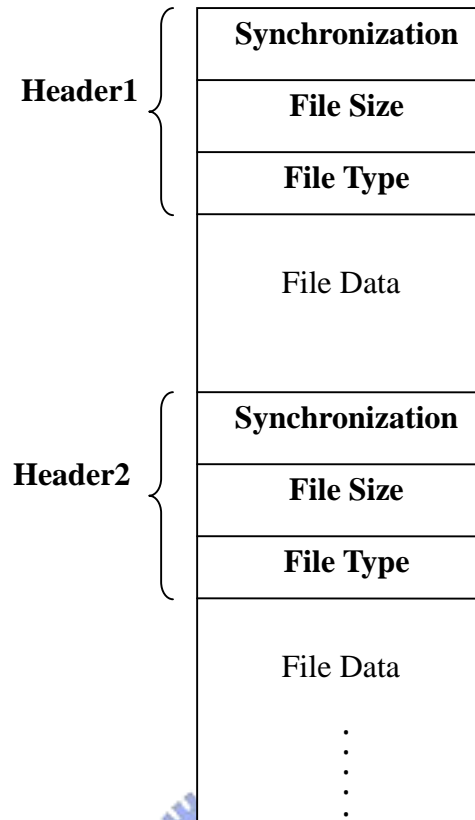 Synchronization
Header1
File Size
File Type
File Data
Synchronization
Header2
File Size
File Type
File Data